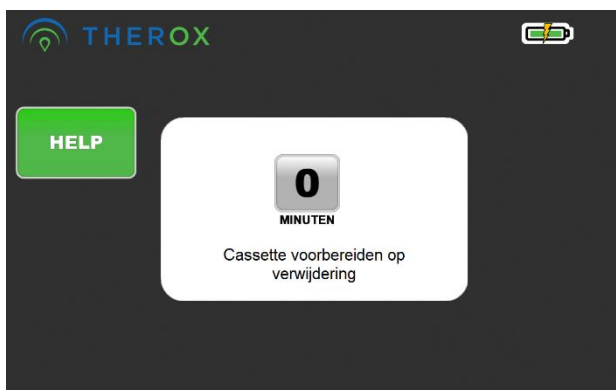 THEROX
HELP
0
MINUTEN
Cassette voorbereiden op
verwijdering